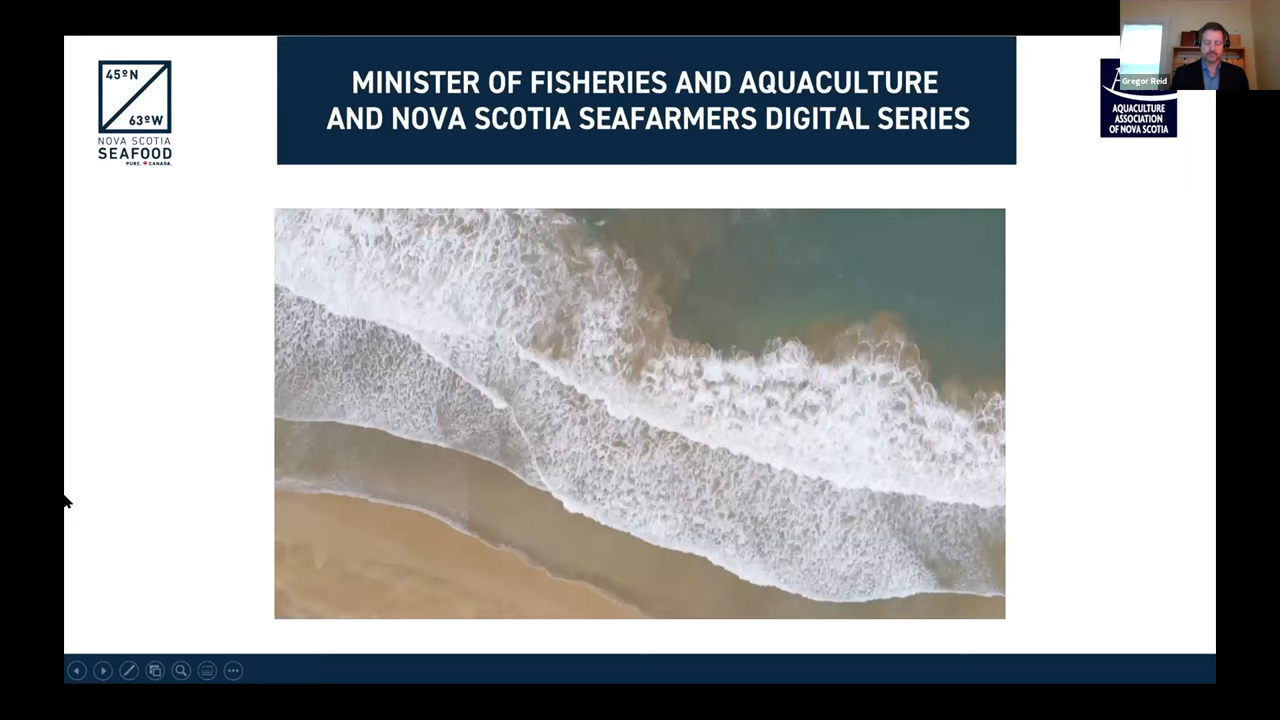 45ºN
63ºW
NOVA SCOTIA
SEAFOOD
PURE. CANADA.
MINISTER OF FISHERIES AND AQUACULTURE
AND NOVA SCOTIA SEAFARMERS DIGITAL SERIES
Gregor Reid
AQUACULTURE
ASSOCIATION
OF NOVA SCOTIA